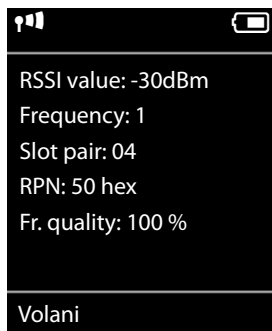 RSSI value: -30dBm
Frequency: 1
Slot pair: 04
RPN: 50 hex
Fr. quality: 100 %
Volani